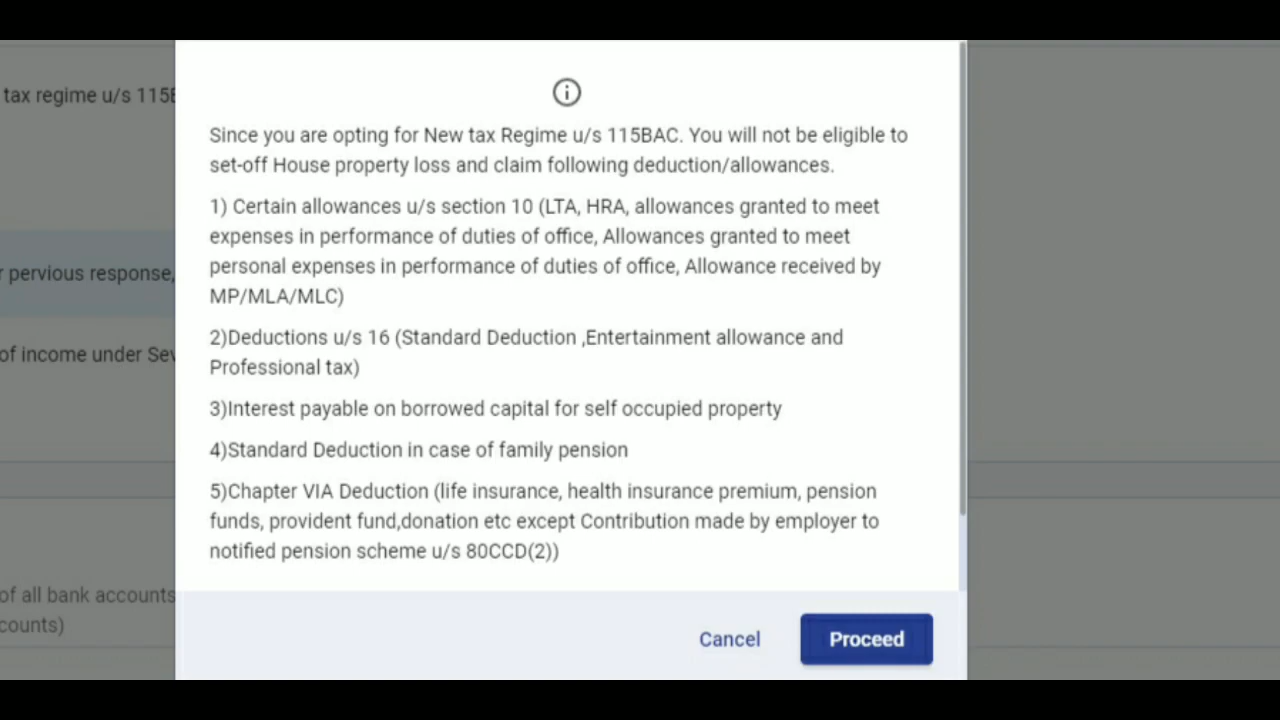 tax regime u/s 115B
Since you are opting for New tax Regime u/s 115BAC. You will not be eligible to
set-off House property loss and claim following deduction/allowances.
1) Certain allowances u/s section 10 (LTA, HRA, allowances granted to meet
expenses in performance of duties of office, Allowances granted to meet
personal expenses in performance of duties of office, Allowance received by
MP/MLA/MLC)
pervious response,
2)Deductions u/s 16 (Standard Deduction ,Entertainment allowance and
Professional tax)
of income under Sev
3)Interest payable on borrowed capital for self occupied property
4)Standard Deduction in case of family pension
5)Chapter VIA Deduction (life insurance, health insurance premium, pension
funds, provident fund,donation etc except Contribution made by employer to
notified pension scheme u/s 80CCD(2))
of all bank accounts
counts)
Cancel
Proceed